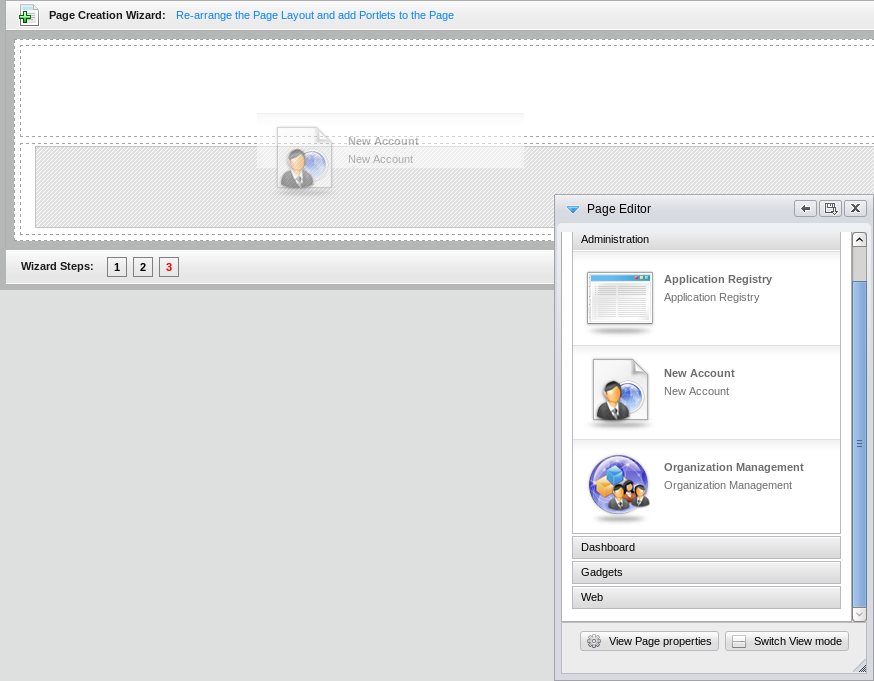 Page Creation Wizard: Re-arrange the Page Layout and add Portlets to the Page
New Account
New Account
Page Editor
Administration
Application Registry
Application Registry
New Account
New Account
Organization Management
Organization Management
Dashboard
Gadgets
Web
View Page properties Switch View mode
Wizard Steps: 1 2 3